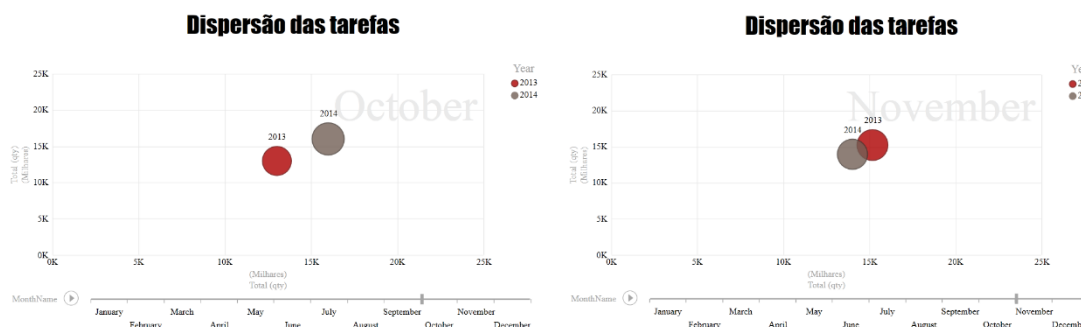 Dispersão das tarefas
October
Year
2013
2014
25K
20K
15K
10K
5K
0K
Total (qty)
(Milhares)
2013
2014
0K 5K 10K 15K 20K 25K
(Milhares)
Total (qty)
MonthName
January March May July September November
February April June August October December
Dispersão das tarefas
November
Ye
2
2
25K
20K
15K
10K
5K
0K
Total (qty)
(Milhares)
2014
2013
0K 5K 10K 15K 20K 25K
(Milhares)
Total (qty)
MonthName
January March May July September November
February April June August October Decembe